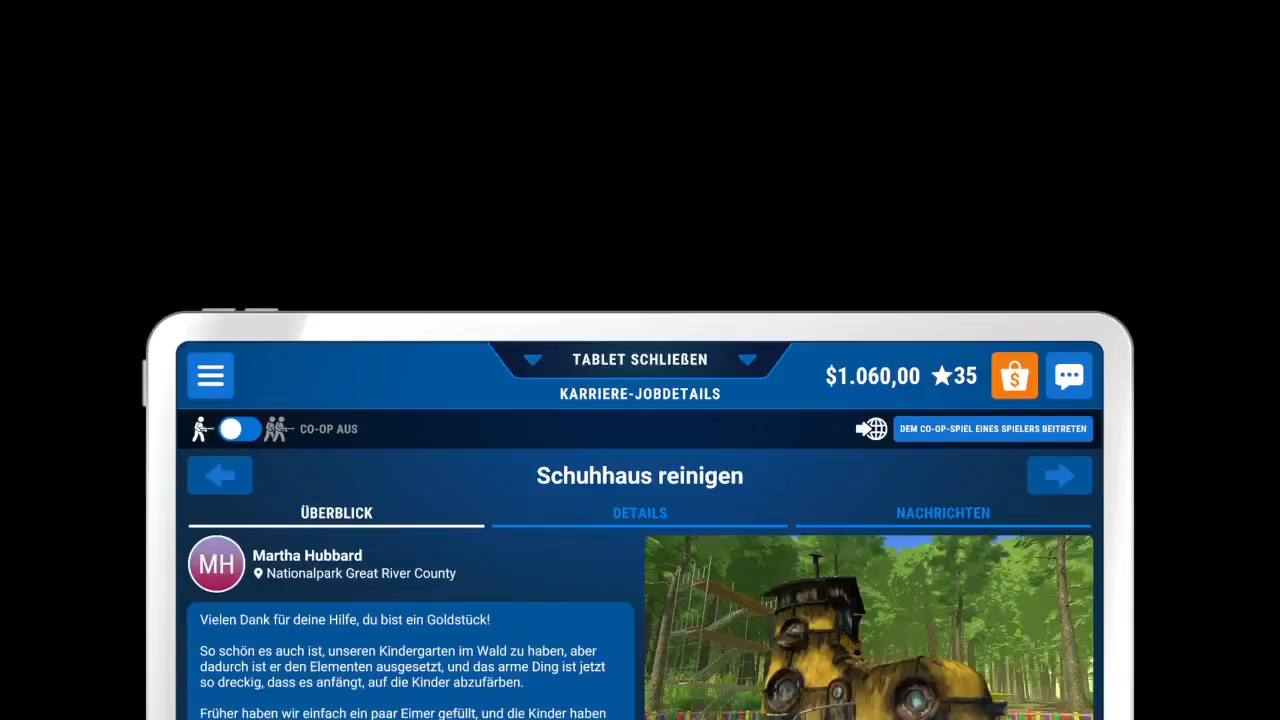 TABLET SCHLIEẞEN
$1.060,00 ★35
KARRIERE-JOBDETAILS
CO-OP AUS
DEM CO-OP-SPIEL EINES SPIELERS BEITRETEN
Schuhhaus reinigen
ÜBERBLICK
DETAILS
NACHRICHTEN
MH
Martha Hubbard
Nationalpark Great River County
Vielen Dank für deine Hilfe, du bist ein Goldstück!
So schön es auch ist, unseren Kindergarten im Wald zu haben, aber
dadurch ist er den Elementen ausgesetzt, und das arme Ding ist jetzt
so dreckig, dass es anfängt, auf die Kinder abzufärben.
Früher haben wir einfach ein paar Eimer gefüllt, und die Kinder haben